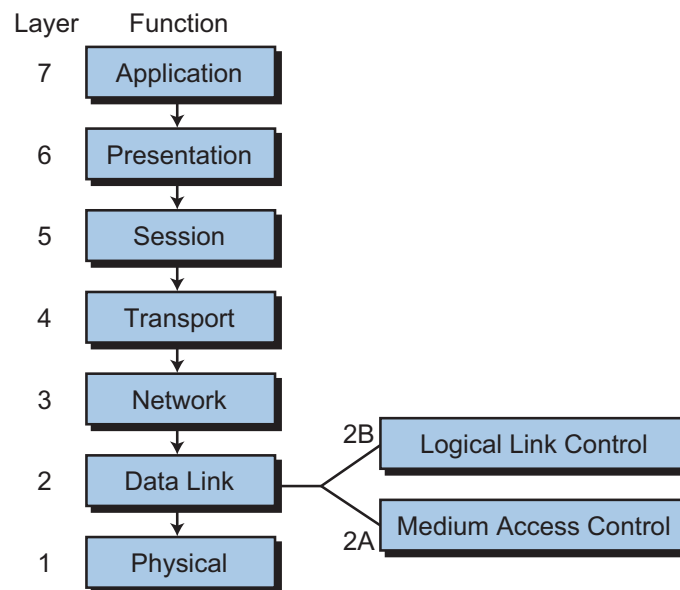 Layer Function
7 Application
6 Presentation
5 Session
4 Transport
3 Network
2B Logical Link Control
2 Data Link
2A Medium Access Control
1 Physical